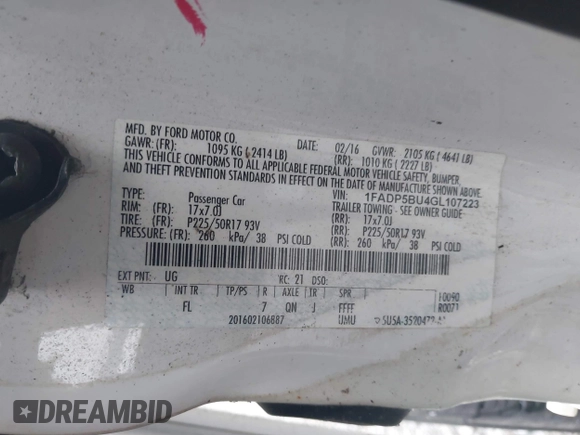 MFD. BY FORD MOTOR CO.
DATE: 02/16 GVWR: 2105 KG ( 4641 LB)
GAWR: (FR): 1095 KG ( 2414 LB) (RR): 1010 KG ( 2227 LB)
THIS VEHICLE CONFORMS TO ALL APPLICABLE FEDERAL MOTOR VEHICLE SAFETY, BUMPER,
AND THEFT PREVENTION STANDARDS IN EFFECT ON THE DATE OF MANUFACTURE SHOWN ABOVE.
VIN: 1FADP5BU4GL107223
TYPE: Passenger Car TRAILER TOWING- SEE OWNER GUIDE
RIM: (FR) 17x7.0J (RR) 17x7.0J
TIRE: (FR) P225/50R17 93V (RR) P225/50R17 93V
PRESSURE: (FR) 260 kPa/ 38 PSI COLD (RR) 260 kPa/ 38 PSI COLD
EXT PNT: UG RC: 21 DSO:
WB INT TR TP/PS R AXLE TR SPR F0090
FL 7 QN J FFFF R0071
201602106887 UMU
DREAMBID